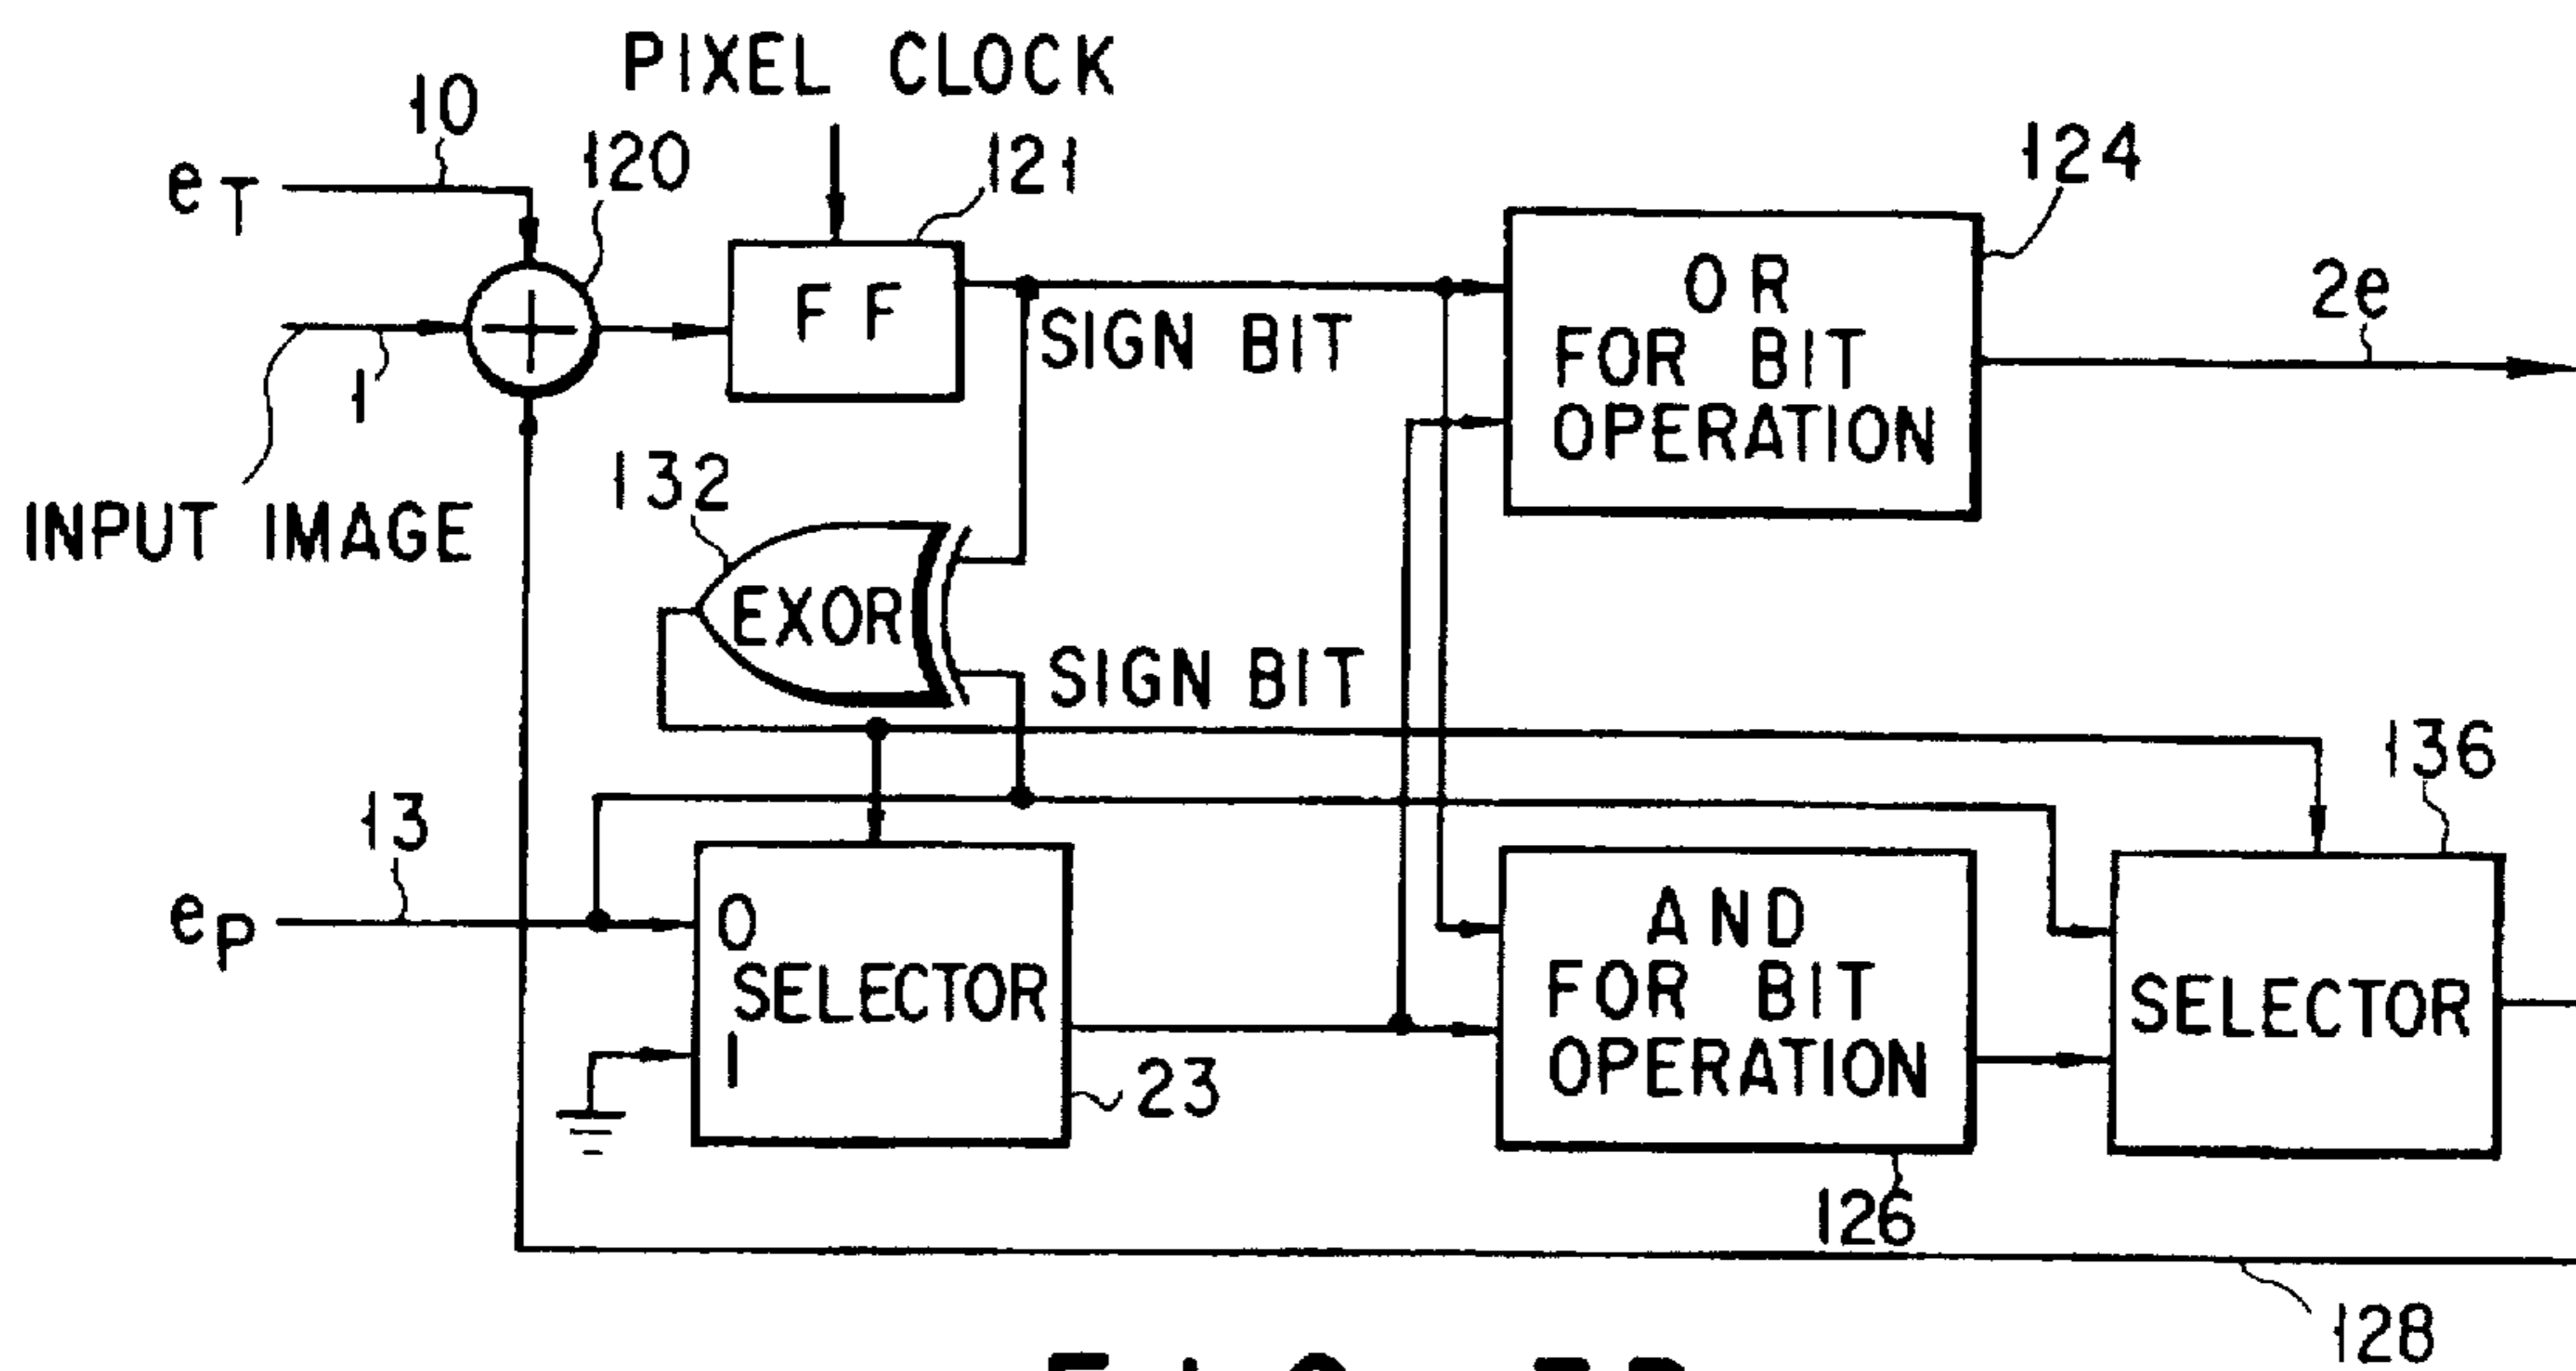 PIXEL CLOCK
10
120
121
124
eT
FF
OR
FOR BIT
OPERATION
2e
SIGN BIT
1
132
INPUT IMAGE
EXOR
SIGN BIT
136
13
eP
0
SELECTOR
1
AND
FOR BIT
OPERATION
SELECTOR
23
126
128